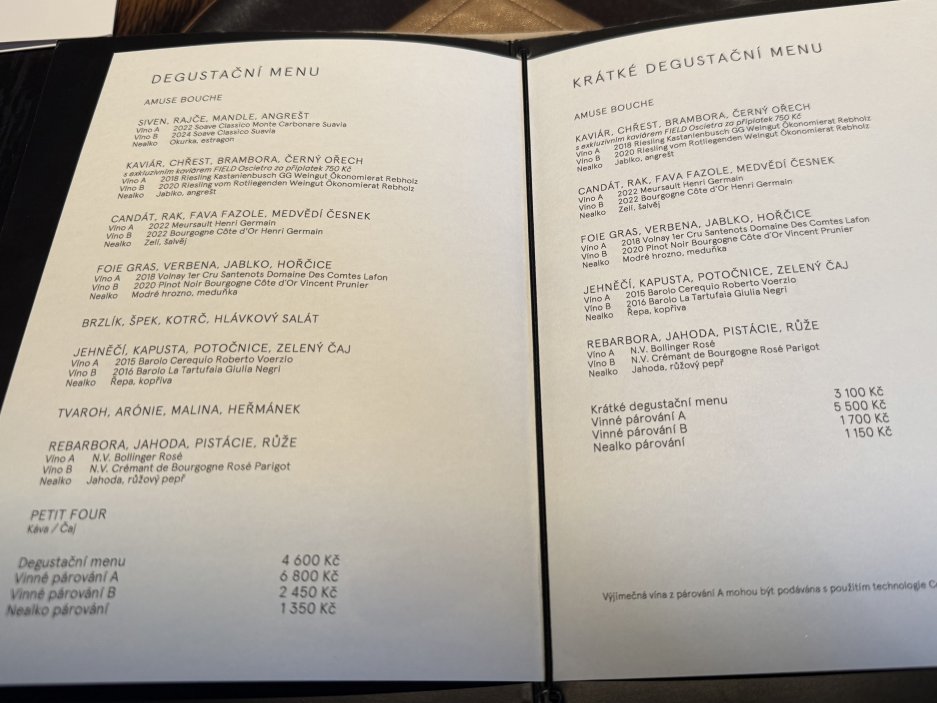 DEGUSTAČNÍ MENU
AMUSE BOUCHE
SIVEN, RAJČE, MANDLE, ANGREŠT
Víno A 2022 Soave Classico Monte Carbonare Suavia
Víno B 2024 Soave Classico Suavia
Nealko Okurka, estragon
KAVIÁR, CHŘEST, BRAMBORA, ČERNÝ OŘECH
s exkluzivním kaviárem FIELD Oscietra za příplatek 750 Kč
Víno A 2018 Riesling Kastanienbusch GG Weingut Ökonomierat Rebholz
Víno B 2020 Riesling vom Rotliegenden Weingut Ökonomierat Rebholz
Nealko Jablko, angrešt
CANDÁT, RAK, FAVA FAZOLE, MEDVĚDÍ ČESNEK
Víno A 2022 Meursault Henri Germain
Víno B 2022 Bourgogne Côte d'Or Henri Germain
Nealko Zelí, šalvěj
FOIE GRAS, VERBENA, JABLKO, HOŘČICE
Víno A 2018 Volnay 1er Cru Santenots Domaine Des Comtes Lafon
Víno B 2020 Pinot Noir Bourgogne Côte d'Or Vincent Prunier
Nealko Modré hrozno, meduňka
BRZLÍK, ŠPEK, KOTRČ, HLÁVKOVÝ SALÁT
JEHNĚČÍ, KAPUSTA, POTOČNICE, ZELENÝ ČAJ
Víno A 2015 Barolo Cerequio Roberto Voerzio
Víno B 2016 Barolo La Tartufaia Giulia Negri
Nealko Řepa, kopřiva
TVAROH, ARÓNIE, MALINA, HEŘMÁNEK
REBARBORA, JAHODA, PISTÁCIE, RŮŽE
Víno A N.V. Bollinger Rosé
Víno B N.V. Crémant de Bourgogne Rosé Parigot
Nealko Jahoda, růžový pepř
PETIT FOUR
Káva / Čaj
Degustační menu 4 600 Kč
Vinné párování A 6 800 Kč
Vinné párování B 2 450 Kč
Nealko párování 1 350 Kč
KRÁTKÉ DEGUSTAČNÍ MENU
AMUSE BOUCHE
KAVIÁR, CHŘEST, BRAMBORA, ČERNÝ OŘECH
s exkluzivním kaviárem FIELD Oscietra za příplatek 750 Kč
Víno A 2018 Riesling Kastanienbusch GG Weingut Ökonomierat Rebholz
Víno B 2020 Riesling vom Rotliegenden Weingut Ökonomierat Rebholz
Nealko Jablko, angrešt
CANDÁT, RAK, FAVA FAZOLE, MEDVĚDÍ ČESNEK
Víno A 2022 Meursault Henri Germain
Víno B 2022 Bourgogne Côte d'Or Henri Germain
Nealko Zelí, šalvěj
FOIE GRAS, VERBENA, JABLKO, HOŘČICE
Víno A 2018 Volnay 1er Cru Santenots Domaine Des Comtes Lafon
Víno B 2020 Pinot Noir Bourgogne Côte d'Or Vincent Prunier
Nealko Modré hrozno, meduňka
JEHNĚČÍ, KAPUSTA, POTOČNICE, ZELENÝ ČAJ
Víno A 2015 Barolo Cerequio Roberto Voerzio
Víno B 2016 Barolo La Tartufaia Giulia Negri
Nealko Řepa, kopřiva
REBARBORA, JAHODA, PISTÁCIE, RŮŽE
Víno A N.V. Bollinger Rosé
Víno B N.V. Crémant de Bourgogne Rosé Parigot
Nealko Jahoda, růžový pepř
Krátké degustační menu 3 100 Kč
Vinné párování A 5 500 Kč
Vinné párování B 1 700 Kč
Nealko párování 1 150 Kč
Výjimečná vína z párování A mohou být podávána s použitím technologie